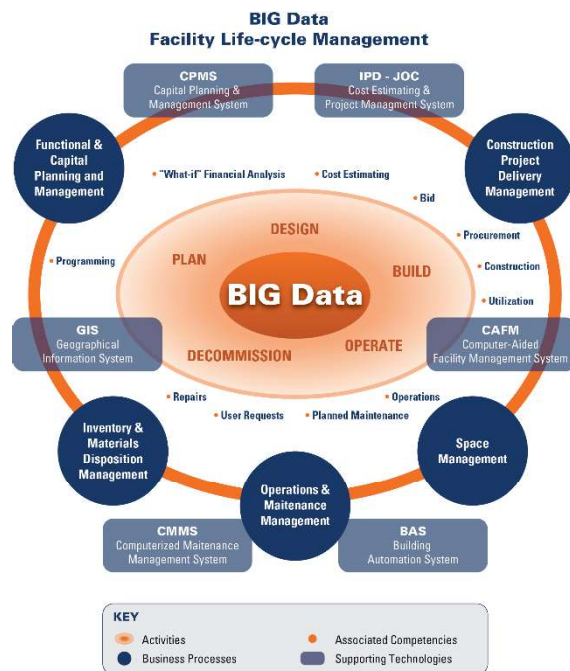 BIG Data
Facility Life-cycle Management
CPMS
Capital Planning &
Management System
IPD - JOC
Cost Estimating &
Project Managment System
Functional &
Capital
Planning and
Management
Construction
Project
Delivery
Management
• "What-if" Financial Analysis
• Cost Estimating
• Bid
• Procurement
• Programming
• Construction
• Utilization
DESIGN
PLAN
BUILD
BIG Data
DECOMMISSION
OPERATE
GIS
Geographical
Information System
CAFM
Computer-Aided
Facility Management System
• Repairs
• Operations
• User Requests
• Planned Maintenance
Inventory &
Materials
Disposition
Management
Space
Management
Operations &
Maitenance
Management
CMMS
Computerized Maitenance
Management System
BAS
Building
Automation System
KEY
Activities
Associated Competencies
Business Processes
Supporting Technologies